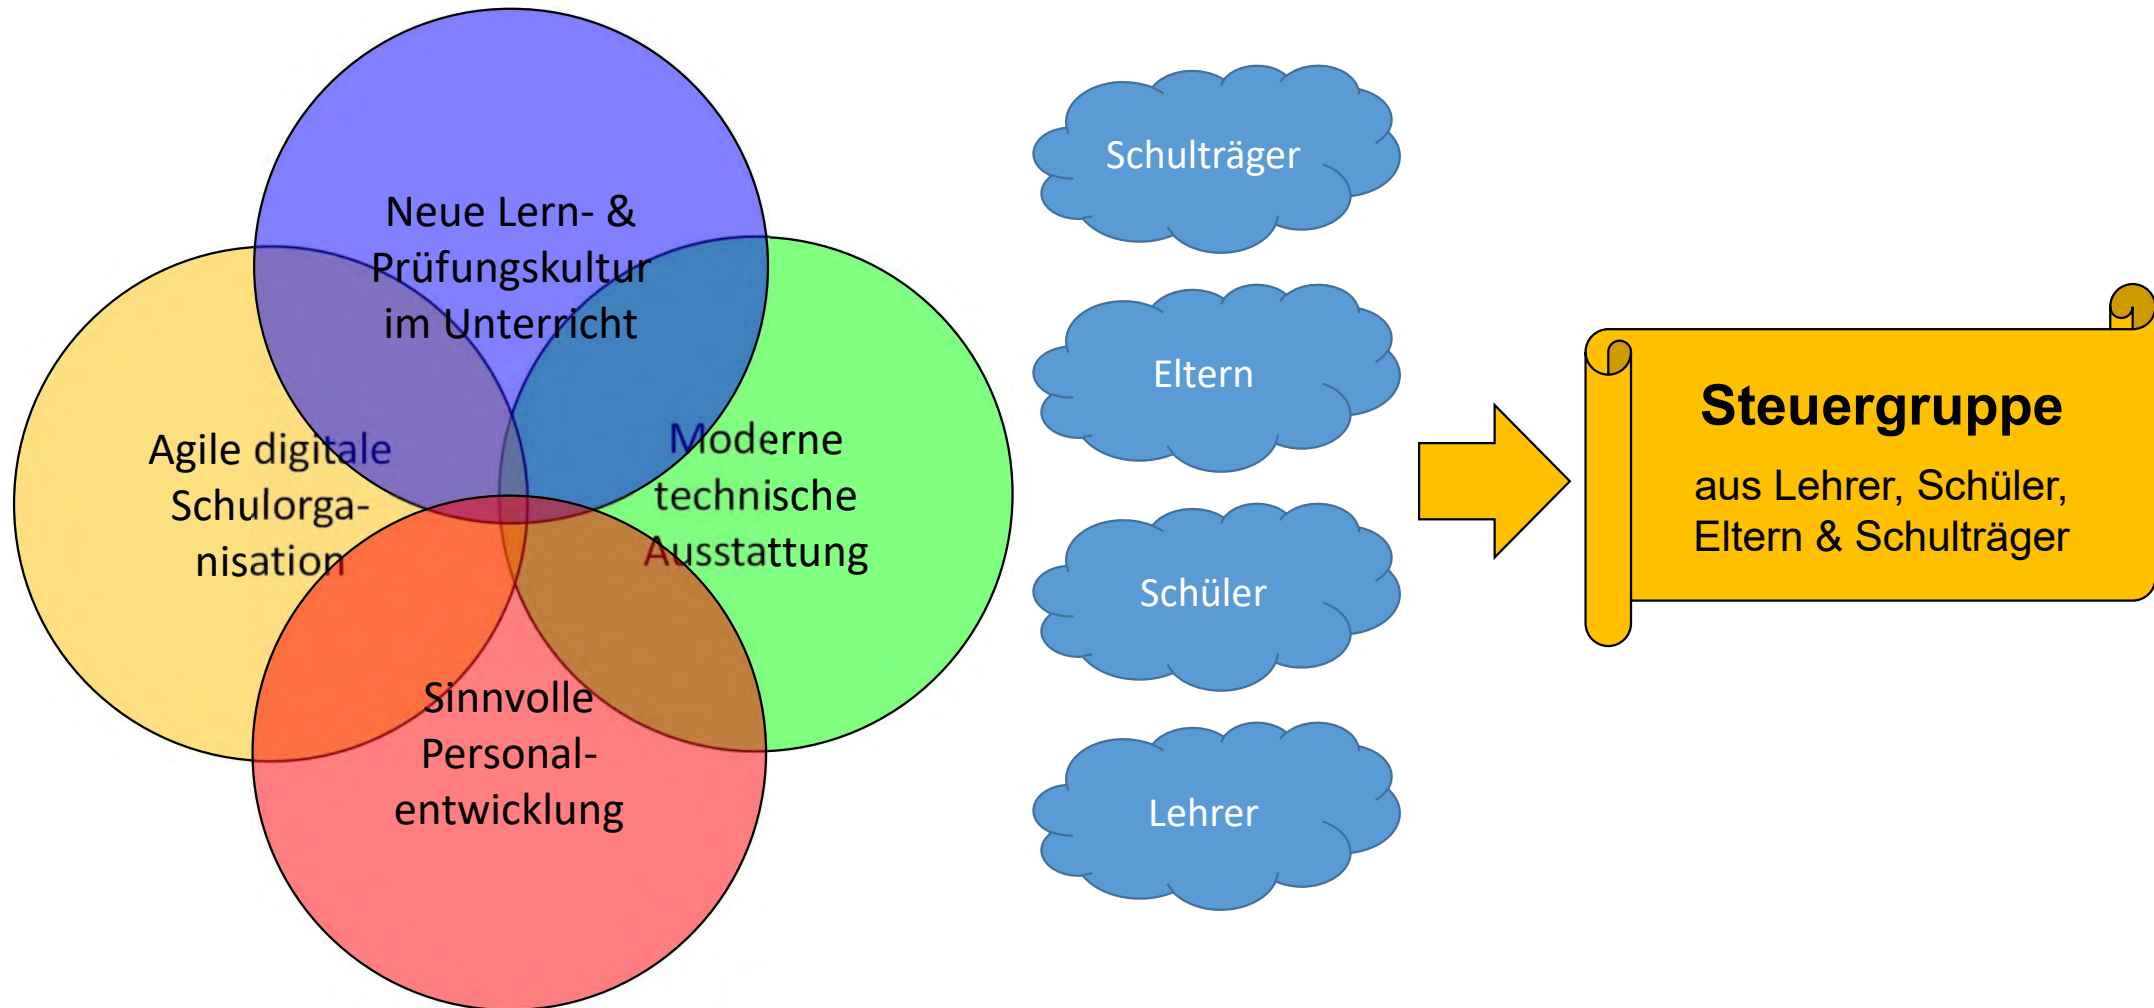 Neue Lern- &
Prüfungskultur
im Unterricht
Agile digitale
Schulorga-
nisation
Moderne
technische
Ausstattung
Sinnvolle
Personal-
entwicklung
Schulträger
Eltern
Schüler
Lehrer
Steuergruppe
aus Lehrer, Schüler,
Eltern & Schulträger